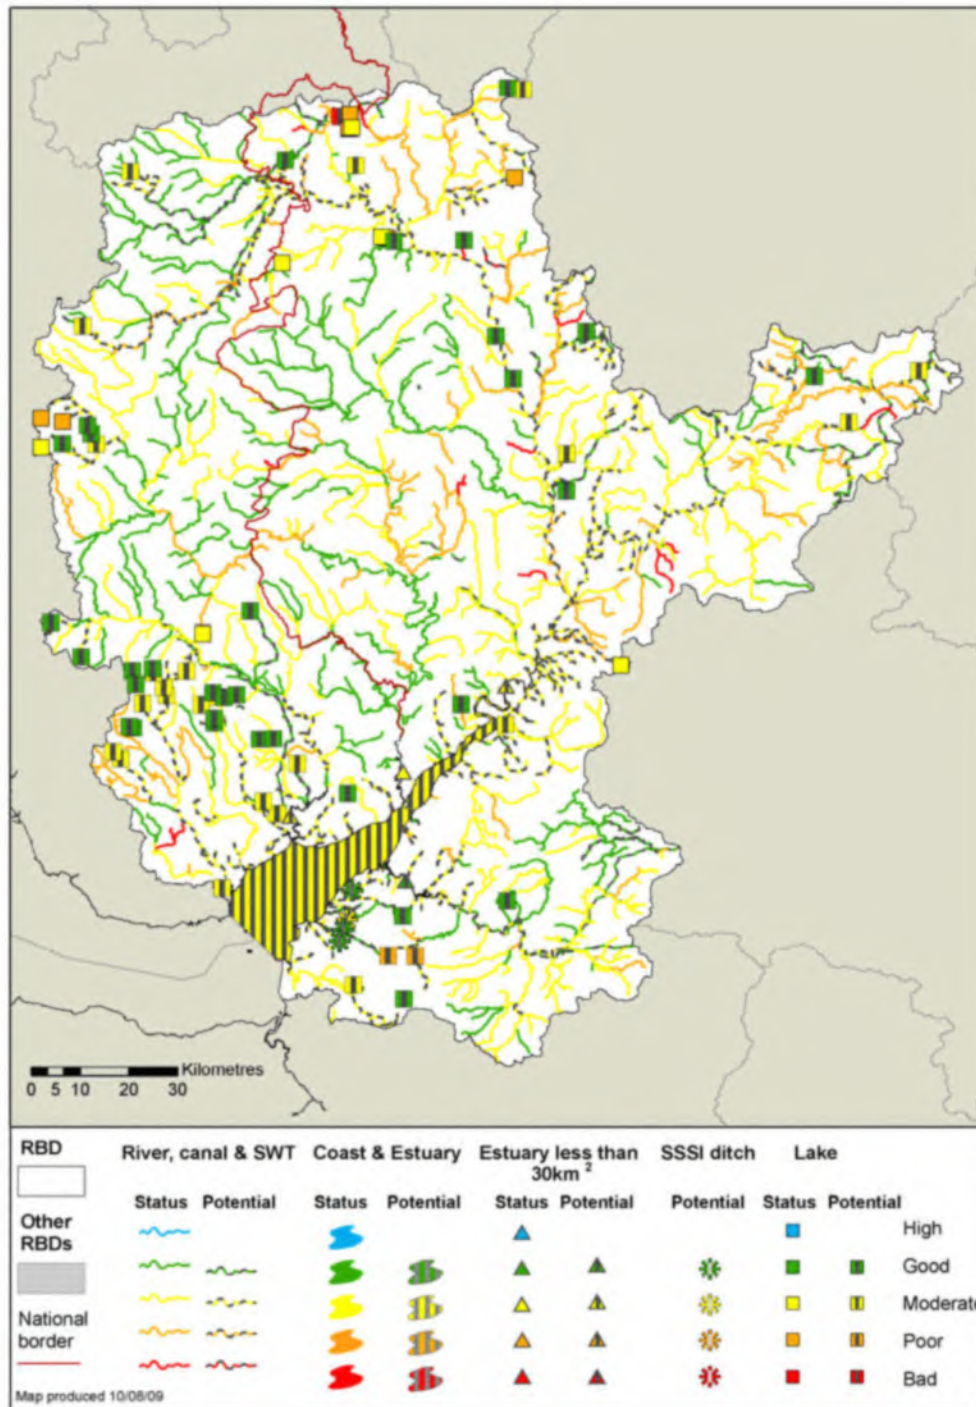 Kilometres
0 5 10 20 30
RBD
Other
RBDs
National
border
Map produced 10/08/09
River, canal & SWT
Status Potential
Coast & Estuary
Status Potential
Estuary less than
30km 2
Status Potential
SSSI ditch
Potential
Lake
Status Potential
High
Good
Moderate
Poor
Bad